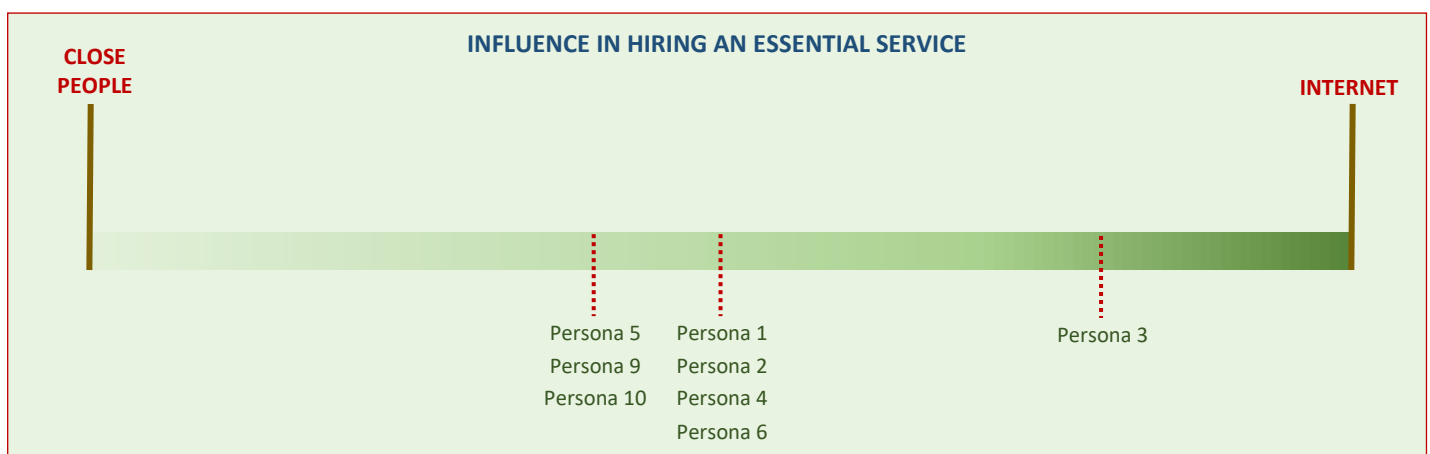 INFLUENCE IN HIRING AN ESSENTIAL SERVICE
CLOSE
PEOPLE
INTERNET
Persona 5
Persona 9
Persona 10
Persona 1
Persona 2
Persona 4
Persona 6
Persona 3